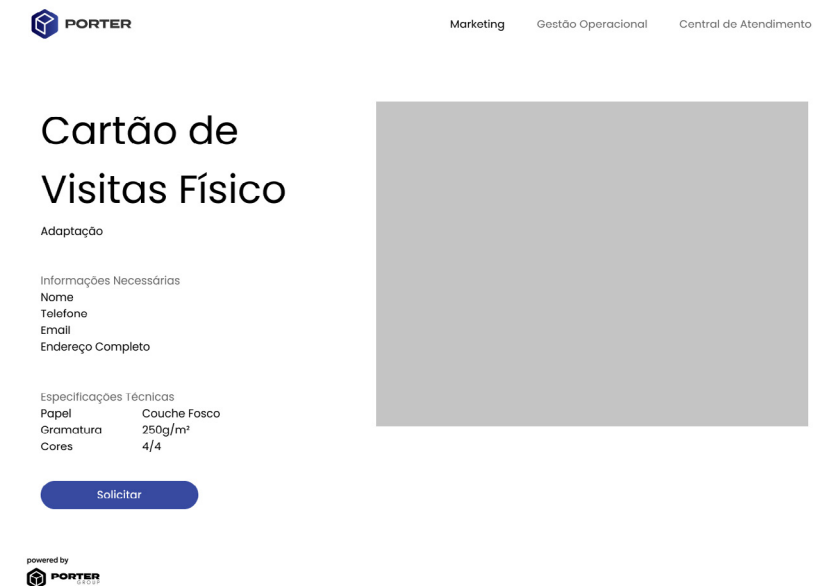 PORTER
Marketing Gestão Operacional Central de Atendimento
Cartão de
Visitas Físico
Adaptação
Informações Necessárias
Nome
Telefone
Email
Endereço Completo
Especificações Técnicas
Papel Couche Fosco
Gramatura 250g/m²
Cores 4/4
Solicitar
powered by
PORTER
GROUP